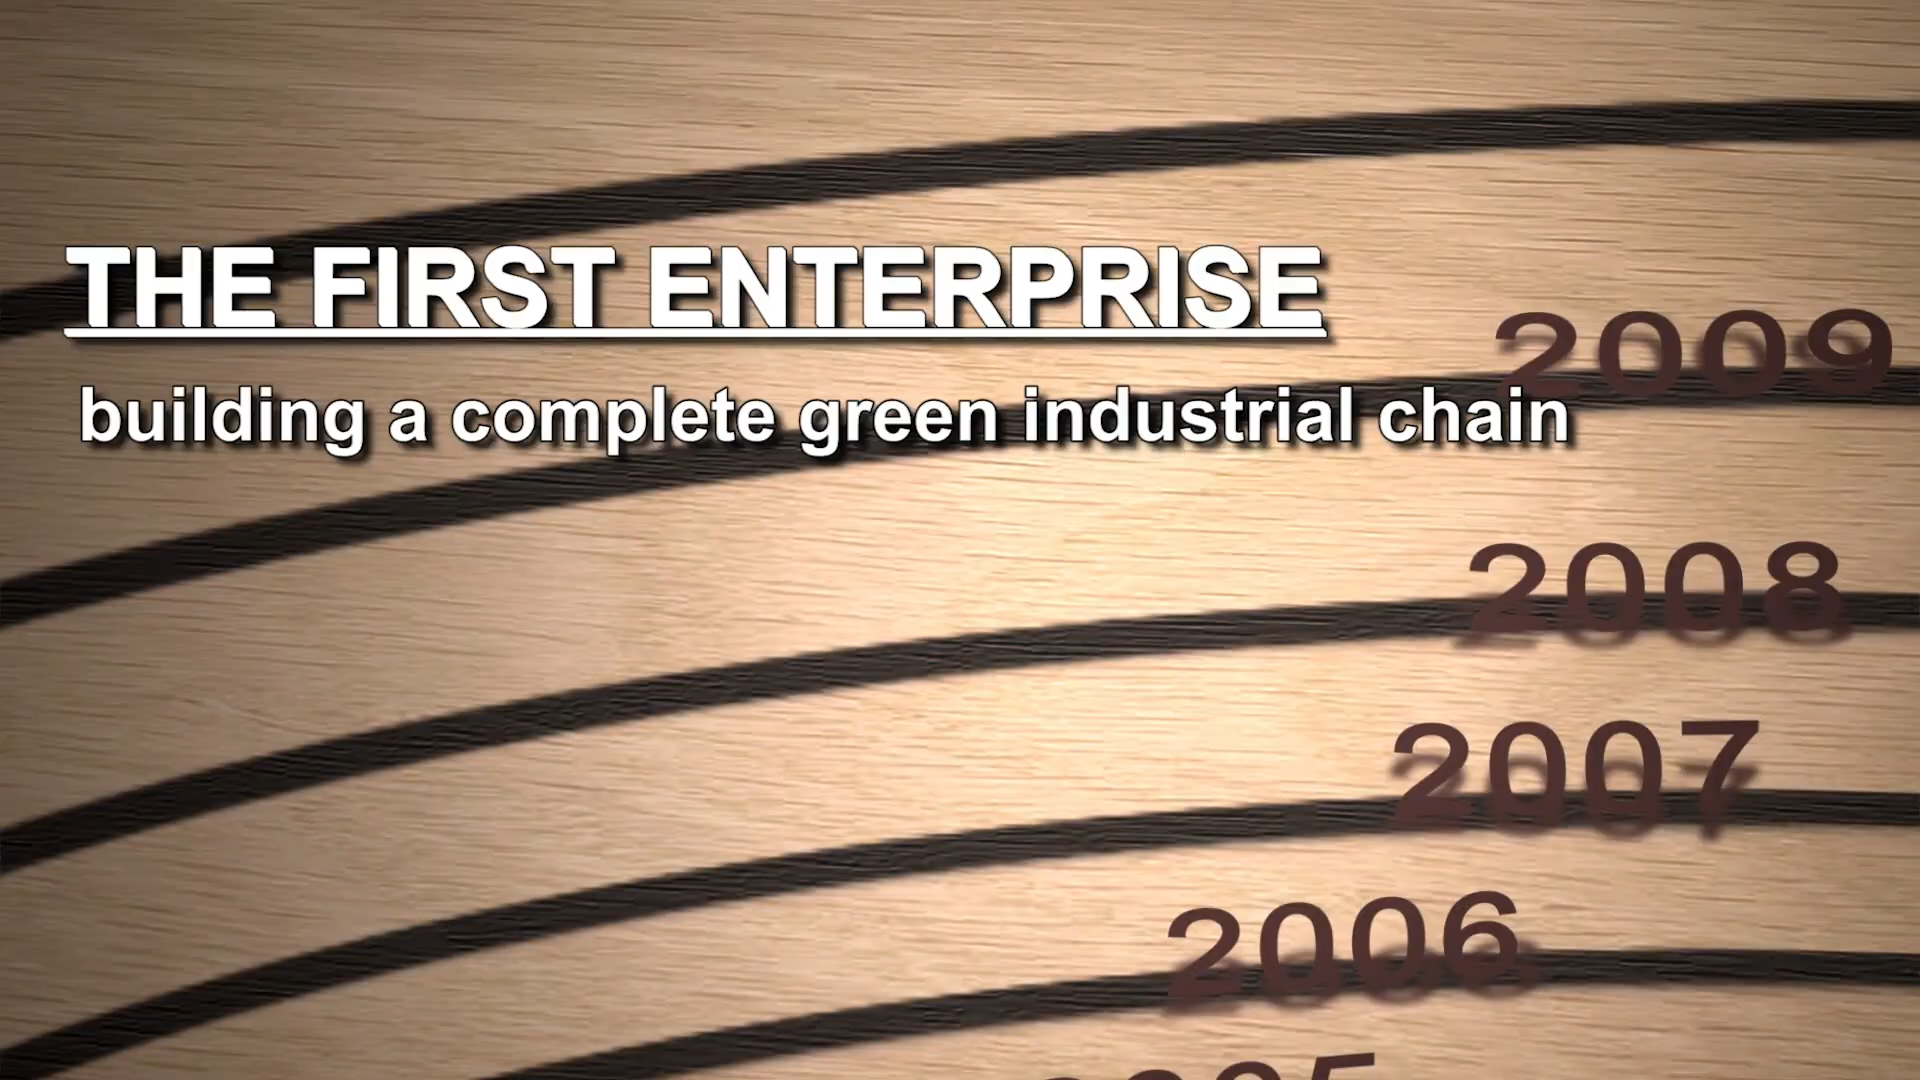 THE FIRST ENTERPRISE
building a complete green industrial chain
2009
2008
2007
2006